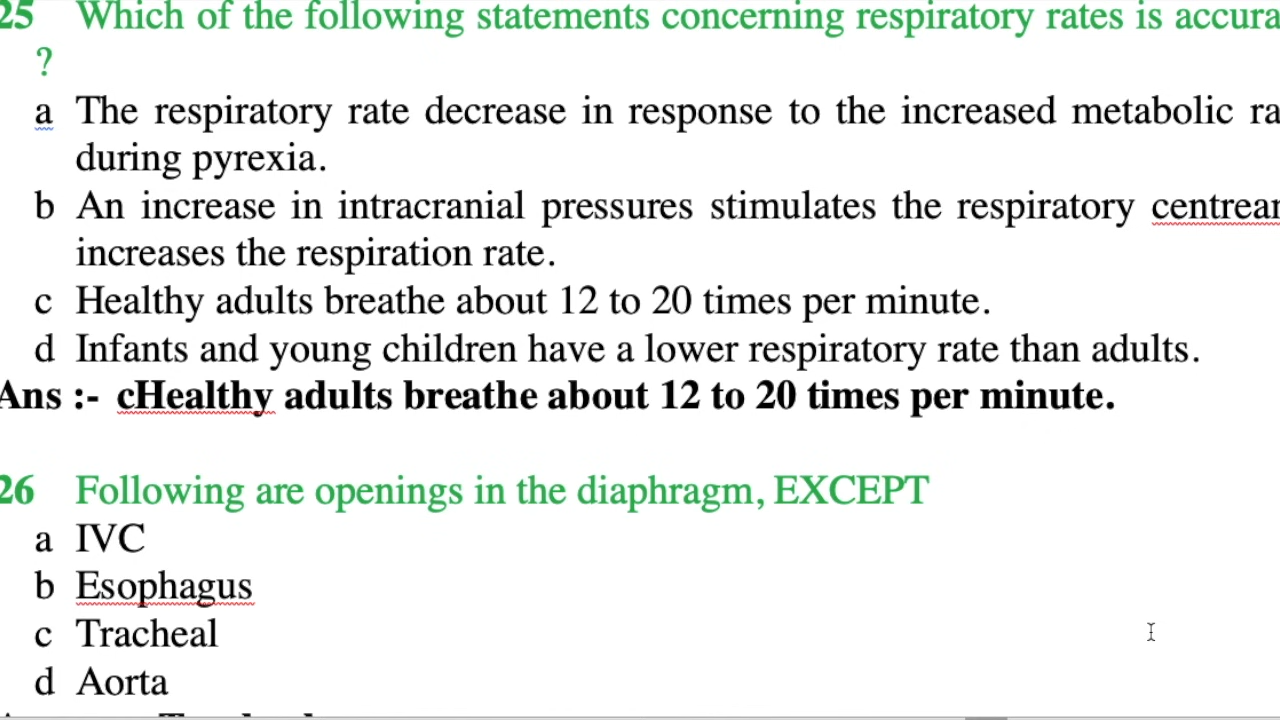 25 Which of the following statements concerning respiratory rates is accura
?
a The respiratory rate decrease in response to the increased metabolic ra
during pyrexia.
b An increase in intracranial pressures stimulates the respiratory centrear
increases the respiration rate.
c Healthy adults breathe about 12 to 20 times per minute.
d Infants and young children have a lower respiratory rate than adults.
Ans :- cHealthy adults breathe about 12 to 20 times per minute.
26 Following are openings in the diaphragm, EXCEPT
a IVC
b Esophagus
c Tracheal
d Aorta